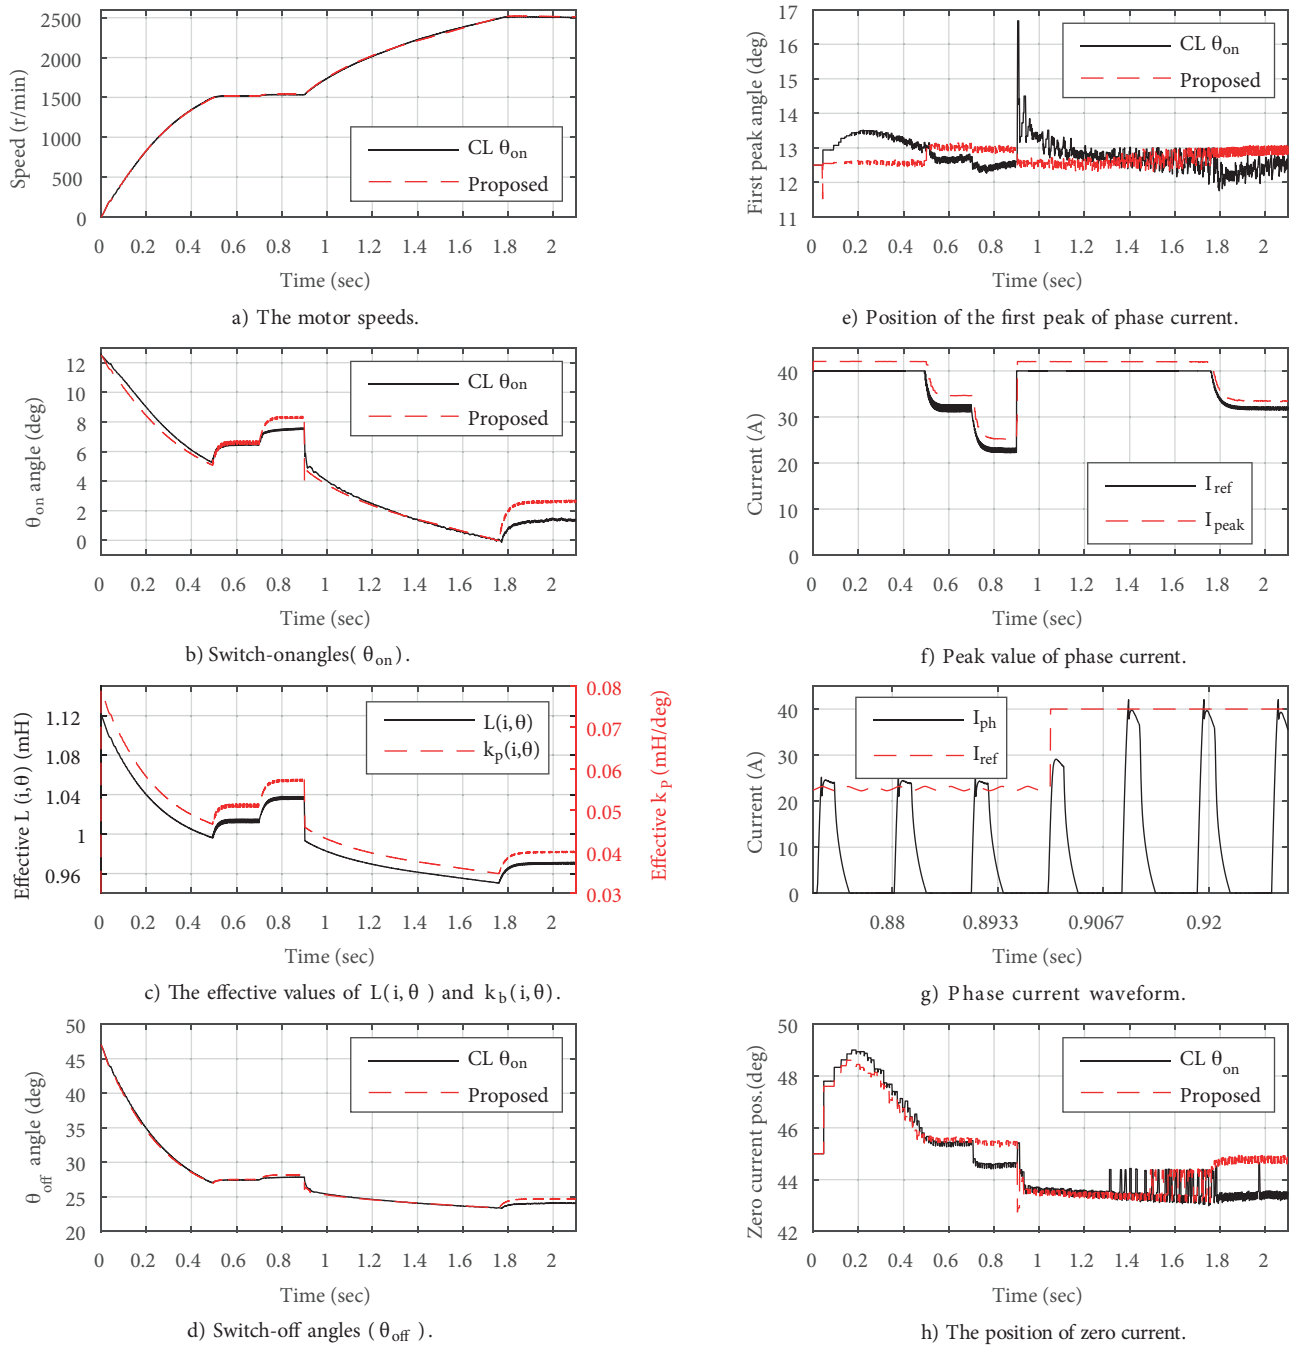 2500
2000
1500
1000
500
0
Speed (r/min)
CL θon
Proposed
0 0.2 0.4 0.6 0.8 1 1.2 1.4 1.6 1.8 2
Time (sec)
a) The motor speeds.
12
10
8
6
4
2
0
θon angle (deg)
CL θon
Proposed
0 0.2 0.4 0.6 0.8 1 1.2 1.4 1.6 1.8 2
Time (sec)
b) Switch-onangles( θon).
1.12
1.08
1.04
1
0.96
Effective L (i,θ) (mH)
L(i,θ)
kp(i,θ)
0.08
0.07
0.06
0.05
0.04
0.03
Effective kp (mH/deg)
0 0.2 0.4 0.6 0.8 1 1.2 1.4 1.6 1.8 2
Time (sec)
c) The effective values of L(i,θ ) and kb(i,θ).
50
45
40
35
30
25
20
θoff angle (deg)
CL θon
Proposed
0 0.2 0.4 0.6 0.8 1 1.2 1.4 1.6 1.8 2
Time (sec)
d) Switch-off angles (θoff ).
17
16
15
14
13
12
11
First peak angle (deg)
CL θon
Proposed
0 0.2 0.4 0.6 0.8 1 1.2 1.4 1.6 1.8 2
Time (sec)
e) Position of the first peak of phase current.
40
30
20
10
0
Current (A)
Iref
Ipeak
0 0.2 0.4 0.6 0.8 1 1.2 1.4 1.6 1.8 2
Time (sec)
f) Peak value of phase current.
40
30
20
10
0
Current (A)
Iph
Iref
0.88 0.8933 0.9067 0.92
Time (sec)
g) Phase current waveform.
50
48
46
44
42
Zero current pos.(deg)
CL θon
Proposed
0 0.2 0.4 0.6 0.8 1 1.2 1.4 1.6 1.8 2
Time (sec)
h) The position of zero current.